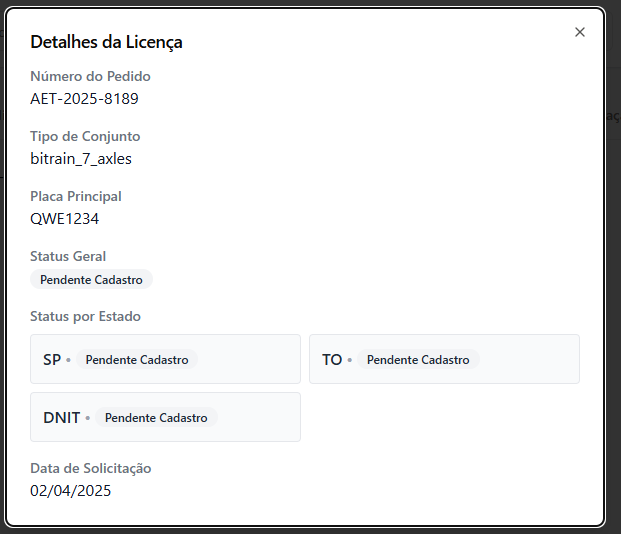 Detalhes da Licença
Número do Pedido
AET-2025-8189
Tipo de Conjunto
bitrain_7_axles
Placa Principal
QWE1234
Status Geral
Pendente Cadastro
Status por Estado
SP • Pendente Cadastro
TO • Pendente Cadastro
DNIT • Pendente Cadastro
Data de Solicitação
02/04/2025